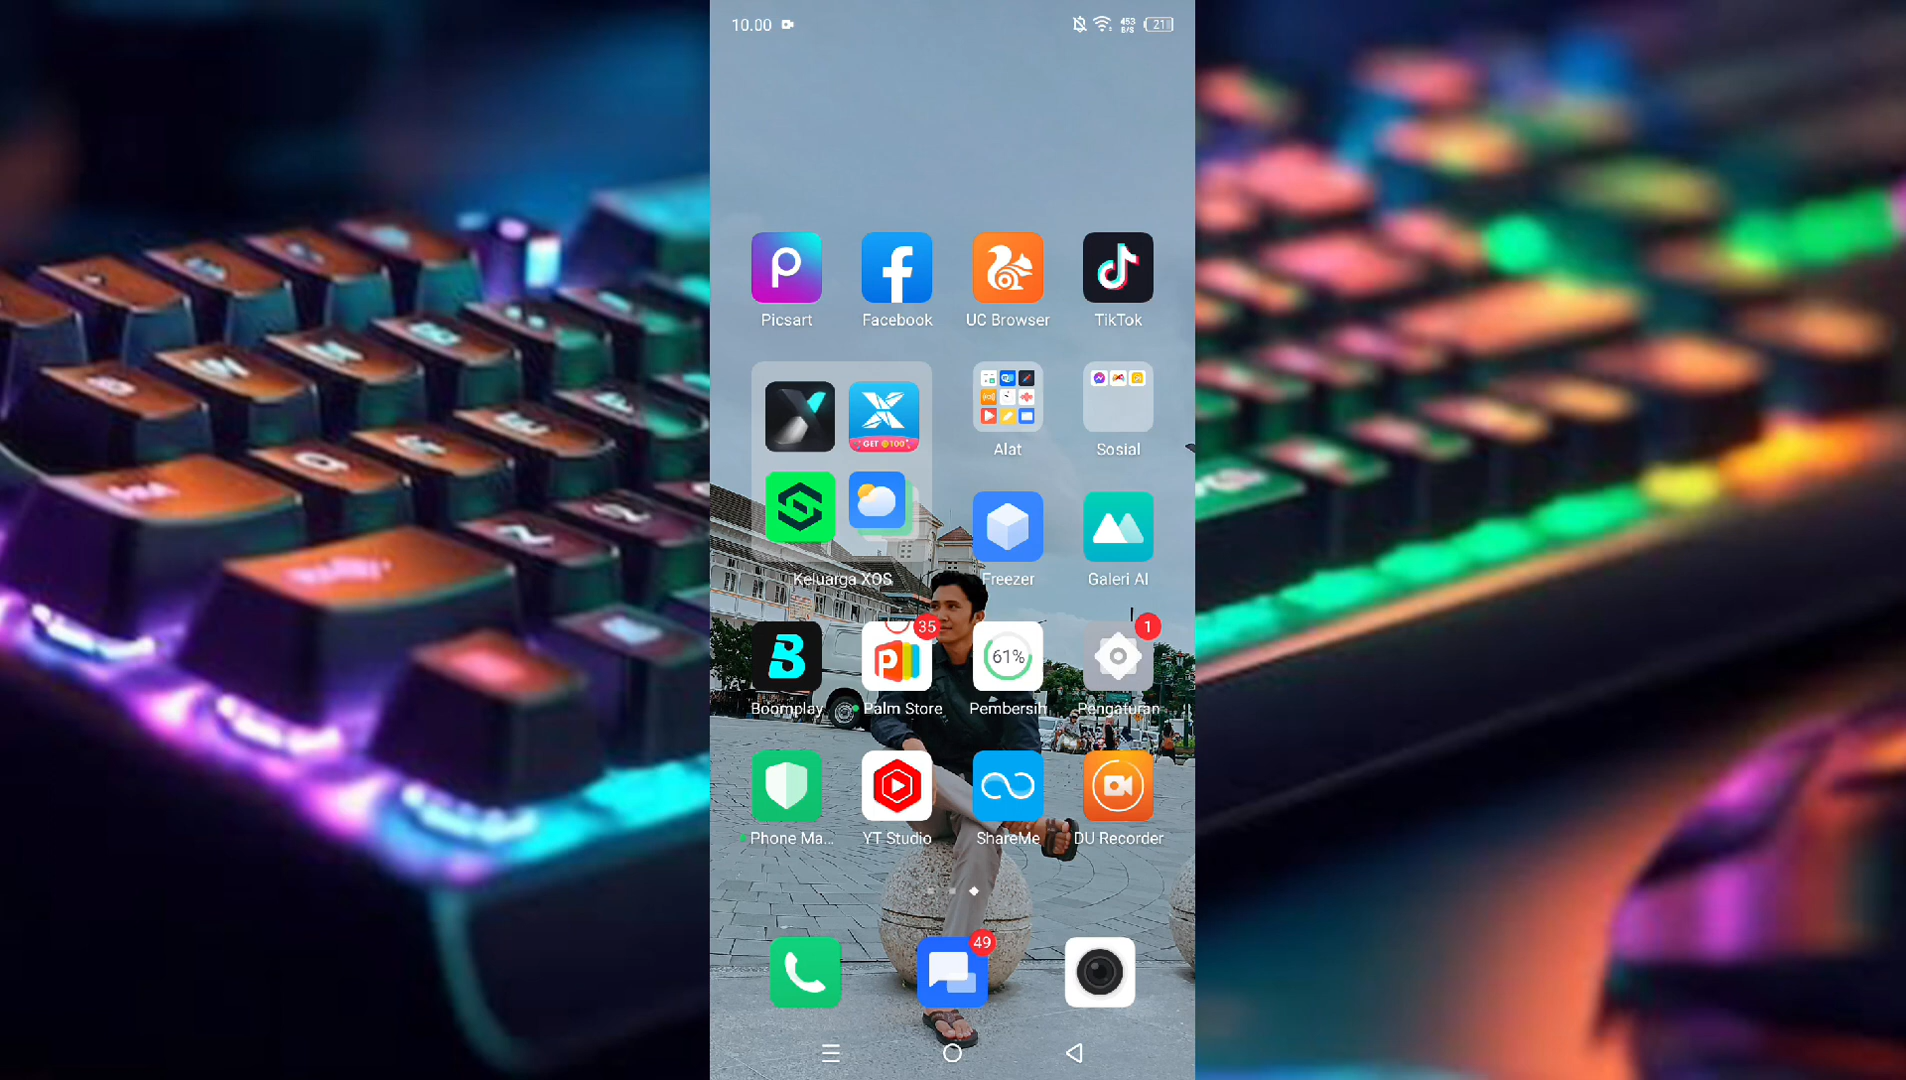 10.00
453
B/S
21
Picsart
Facebook
UC Browser
TikTok
GET 100
Alat
Sosial
Keluarga XOS
Freezer
Galeri AI
35
61%
1
Boomplay
Palm Store
Pembersih
Pengaturan
Phone Ma...
YT Studio
ShareMe
DU Recorder
49